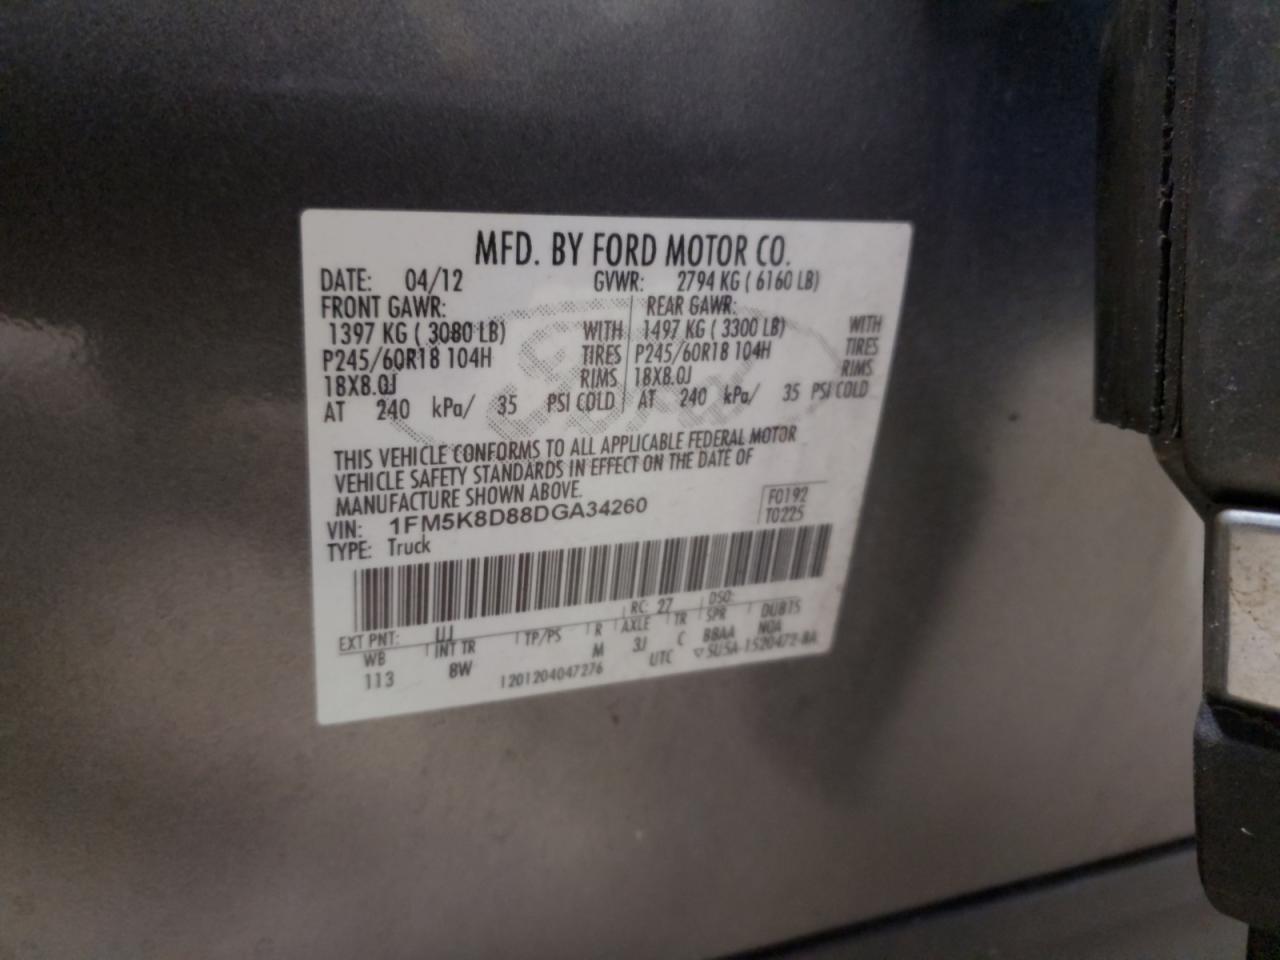 MFD. BY FORD MOTOR CO.
DATE: 04/12 GVWR: 2794 KG ( 6160 LB)
FRONT GAWR: REAR GAWR:
1397 KG ( 3080 LB) WITH 1497 KG ( 3300 LB) WITH
P245/60R18 104H TIRES P245/60R18 104H TIRES
18X8.0J RIMS 18X8.0J RIMS
AT 240 kPa/ 35 PSI COLD AT 240 kPa/ 35 PSI COLD
THIS VEHICLE CONFORMS TO ALL APPLICABLE FEDERAL MOTOR
VEHICLE SAFETY STANDARDS IN EFFECT ON THE DATE OF
MANUFACTURE SHOWN ABOVE.
VIN: 1FM5K8D88DGA34260 F0192
TYPE: Truck T0225
EXT PNT: UJ RC: 27 DSO:
WB INT TR TP/PS R AXLE TR SPR DUB15
113 8W M 3J C BBAA NOA
1201204047276 UTC ▽ SU5A-1520472-BA